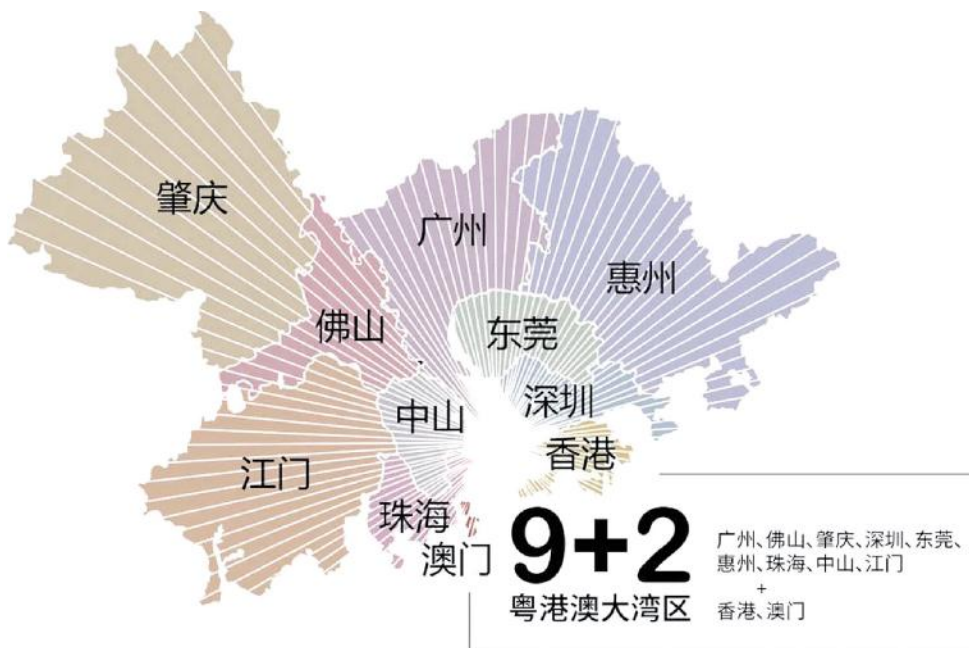 肇庆
广州
惠州
佛山
东莞
中山
深圳
江门
香港
珠海
澳门
9+2
粤港澳大湾区
广州、佛山、肇庆、深圳、东莞、
惠州、珠海、中山、江门
+
香港、澳门